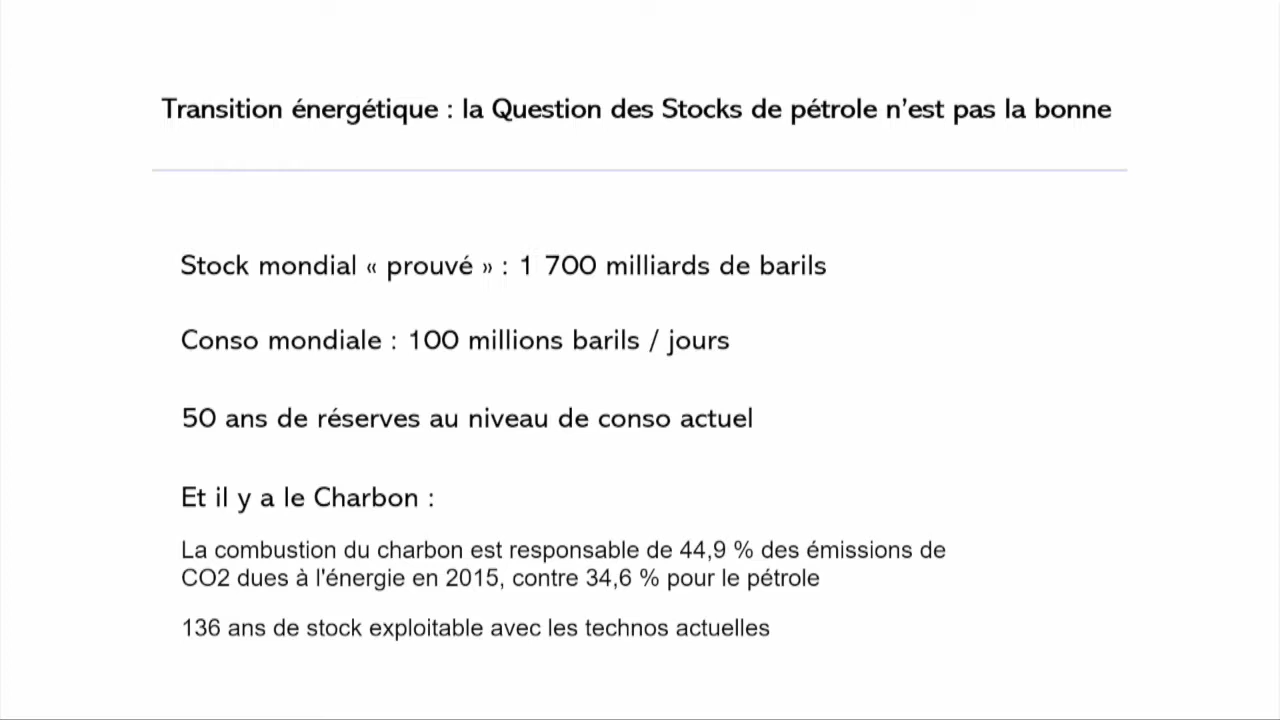 Transition énergétique : la Question des Stocks de pétrole n’est pas la bonne
Stock mondial « prouvé » : 1 700 milliards de barils
Conso mondiale : 100 millions barils / jours
50 ans de réserves au niveau de conso actuel
Et il y a le Charbon :
La combustion du charbon est responsable de 44,9 % des émissions de
CO2 dues à l'énergie en 2015, contre 34,6 % pour le pétrole
136 ans de stock exploitable avec les technos actuelles